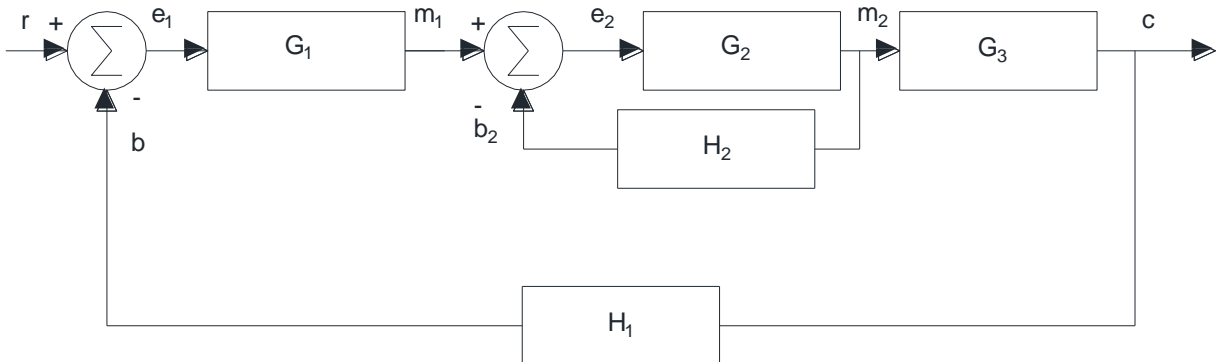 r + e₁ G₁ m₁ + e₂ G₂ m₂ G₃ c
∑ ∑
- b
- b₂
H₂
H₁